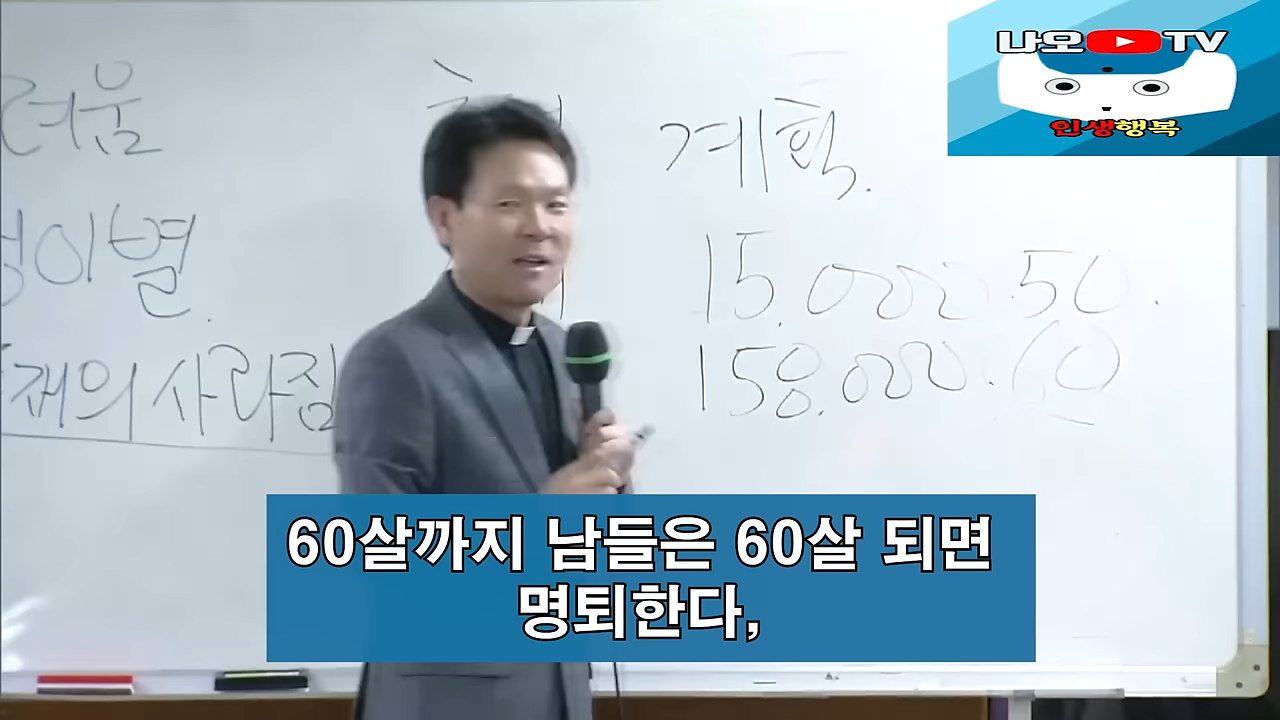 나오 TV
인생행복
려움
계획.
이별.
15.000.50.
재의 사라짐
158.000.60
60살까지 남들은 60살 되면
명퇴한다,